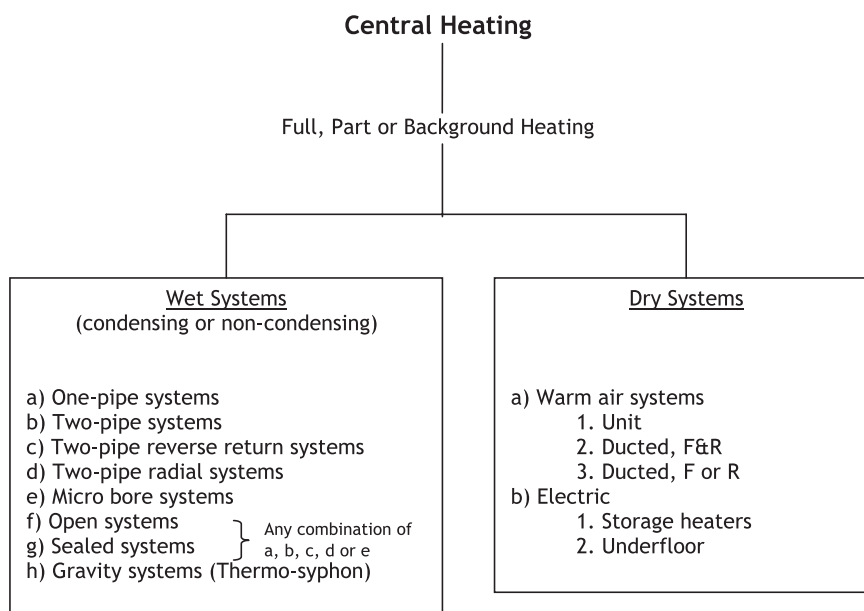 Central Heating
Full, Part or Background Heating
Wet Systems
(condensing or non-condensing)
a) One-pipe systems
b) Two-pipe systems
c) Two-pipe reverse return systems
d) Two-pipe radial systems
e) Micro bore systems
f) Open systems
g) Sealed systems
Any combination of
a, b, c, d or e
h) Gravity systems (Thermo-syphon)
Dry Systems
a) Warm air systems
1. Unit
2. Ducted, F&R
3. Ducted, F or R
b) Electric
1. Storage heaters
2. Underfloor